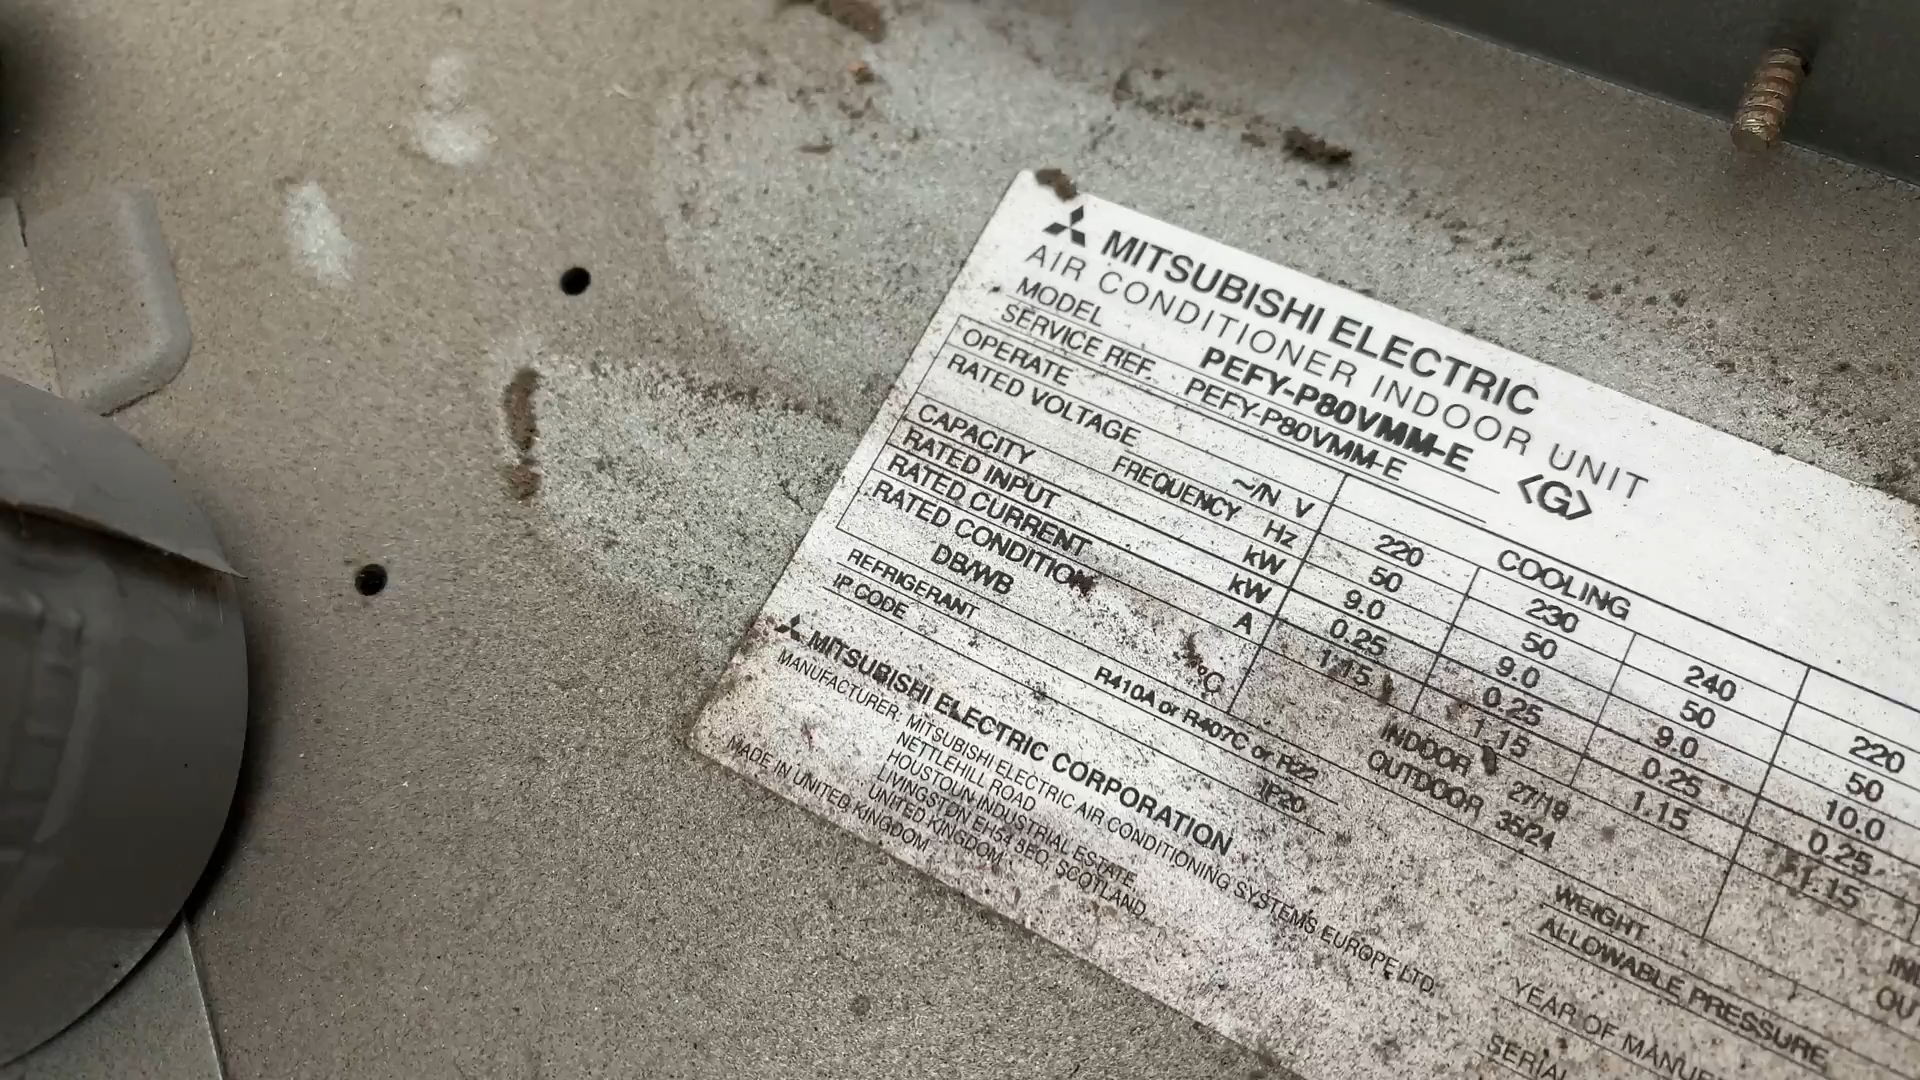 MITSUBISHI ELECTRIC
AIR CONDITIONER INDOOR UNIT
MODEL PEFY-P80VMM-E <G>
SERVICE REF. PEFY-P80VMM-E
OPERATE COOLING
RATED VOLTAGE ~/N V 220 230 240 220
FREQUENCY Hz 50 50 50 50
CAPACITY kW 9.0 9.0 9.0 10.0
RATED INPUT kW 0.25 0.25 0.25 0.25
RATED CURRENT A 1.15 1.15 1.15 1.15
RATED CONDITION INDOOR 27/19
DB/WB °C OUTDOOR 35/24
REFRIGERANT R410A or R407C or R22
IP CODE IP20
WEIGHT
ALLOWABLE PRESSURE
YEAR OF MANUF
SERIAL
MITSUBISHI ELECTRIC CORPORATION
MANUFACTURER: MITSUBISHI ELECTRIC AIR CONDITIONING SYSTEMS EUROPE LTD.
NETTLEHILL ROAD
HOUSTOUN INDUSTRIAL ESTATE
LIVINGSTON EH54 5EQ, SCOTLAND
UNITED KINGDOM
MADE IN UNITED KINGDOM